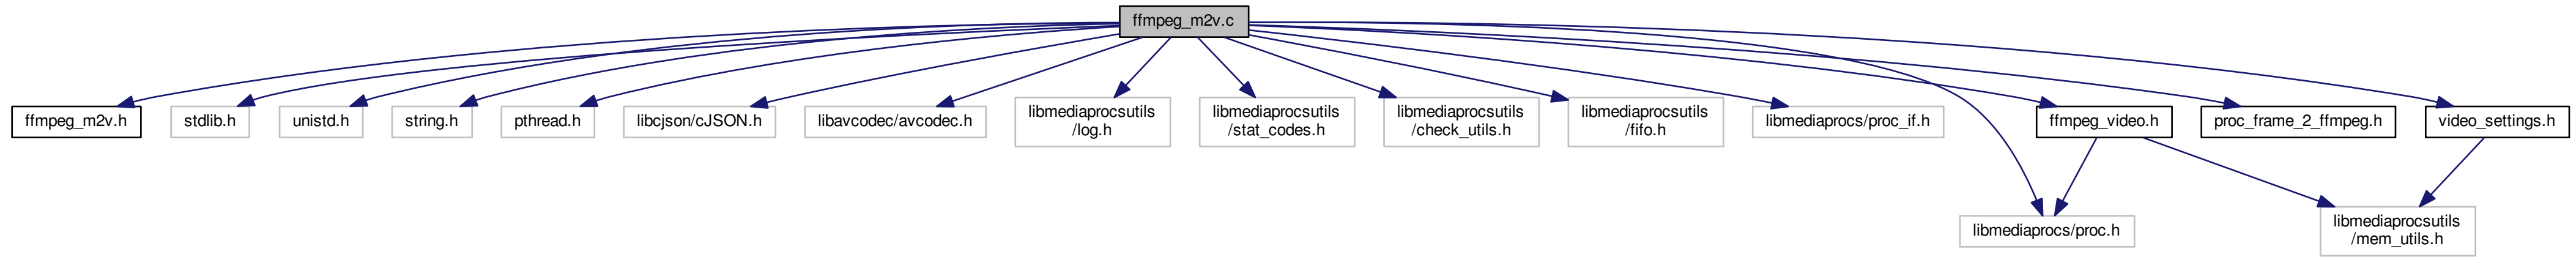 ffmpeg_m2v.c
ffmpeg_m2v.h
stdlib.h
unistd.h
string.h
pthread.h
libcjson/cJSON.h
libavcodec/avcodec.h
libmediaprocsutils
/log.h
libmediaprocsutils
/stat_codes.h
libmediaprocsutils
/check_utils.h
libmediaprocsutils
/fifo.h
libmediaprocs/proc_if.h
ffmpeg_video.h
proc_frame_2_ffmpeg.h
video_settings.h
libmediaprocs/proc.h
libmediaprocsutils
/mem_utils.h